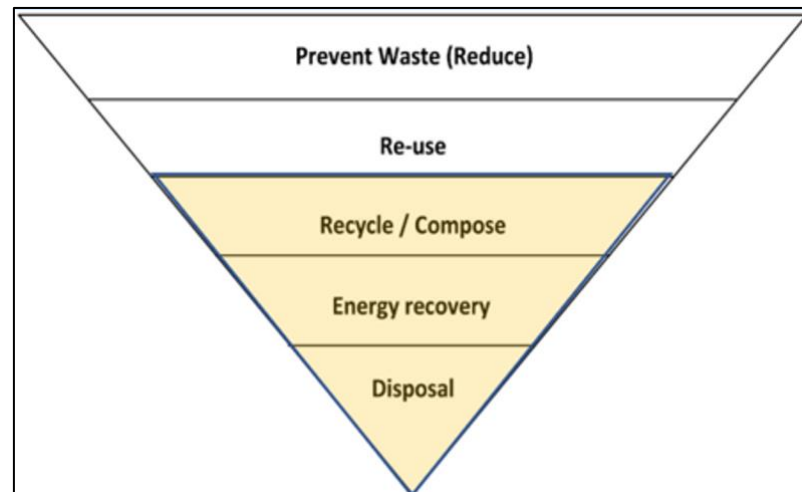 Prevent Waste (Reduce)
Re-use
Recycle / Compose
Energy recovery
Disposal